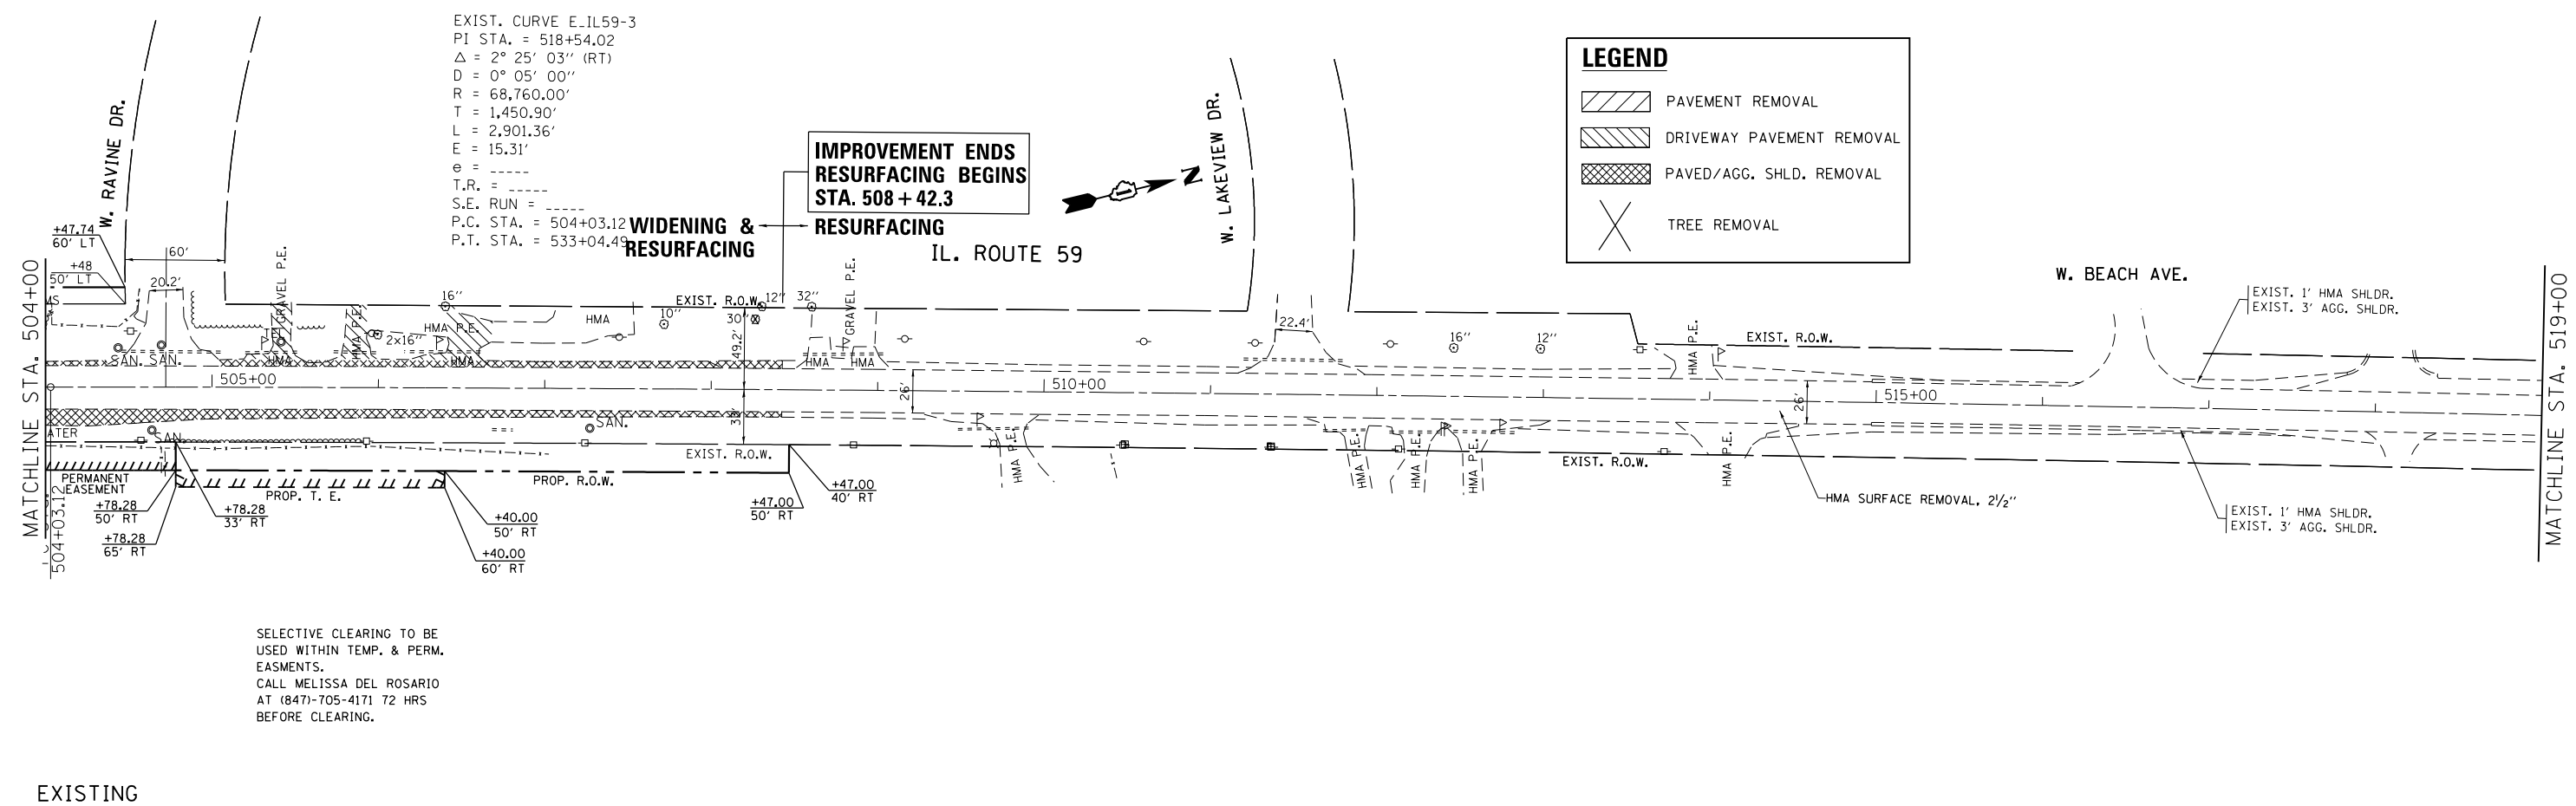 EXIST. CURVE E_IL59-3
PI STA. = 518+54.02
Δ = 2° 25' 03" (RT)
D = 0° 05' 00"
R = 68,760.00'
T = 1,450.90'
L = 2,901.36'
E = 15.31'
e = _____
T.R. = _____
S.E. RUN = _____
P.C. STA. = 504+03.12
P.T. STA. = 533+04.49
IMPROVEMENT ENDS
RESURFACING BEGINS
STA. 508 + 42.3
WIDENING &
RESURFACING
RESURFACING
IL. ROUTE 59
N
LEGEND
PAVEMENT REMOVAL
DRIVEWAY PAVEMENT REMOVAL
PAVED/AGG. SHLD. REMOVAL
TREE REMOVAL
W. RAVINE DR.
W. LAKEVIEW DR.
W. BEACH AVE.
MATCHLINE STA. 504+00
504+03.12
MATCHLINE STA. 519+00
+47.74
60' LT
+48
50' LT
60'
20.2'
MS
SAN.
SAN.
GRAVEL P.E.
HMA
HMA P.E.
2×16"
16"
HMA P.E.
HMA
HMA
10"
EXIST. R.O.W.
12"
30"
32"
49.2'
33'
GRAVEL P.E.
HMA
HMA
26'
22.4'
16"
12"
HMA P.E.
EXIST. R.O.W.
EXIST. 1' HMA SHLDR.
EXIST. 3' AGG. SHLDR.
505+00
510+00
515+00
26'
ATER
SAN.
SAN.
EXIST. R.O.W.
HMA P.E.
HMA P.E.
HMA P.E.
HMA P.E.
HMA P.E.
EXIST. R.O.W.
PERMANENT
EASEMENT
PROP. T. E.
PROP. R.O.W.
+78.28
50' RT
+78.28
33' RT
+78.28
65' RT
+40.00
50' RT
+40.00
60' RT
+47.00
50' RT
+47.00
40' RT
HMA SURFACE REMOVAL, 2½"
EXIST. 1' HMA SHLDR.
EXIST. 3' AGG. SHLDR.
SELECTIVE CLEARING TO BE
USED WITHIN TEMP. & PERM.
EASMENTS.
CALL MELISSA DEL ROSARIO
AT (847)-705-4171 72 HRS
BEFORE CLEARING.
EXISTING